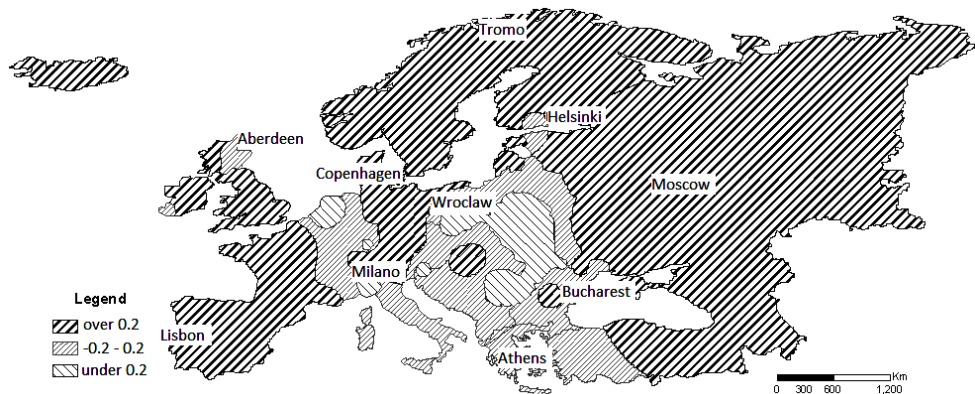 Tromo
Helsinki
Aberdeen
Copenhagen
Moscow
Wroclaw
Milano
Bucharest
Legend
over 0.2
-0.2 - 0.2
under 0.2
Lisbon
Athens
Km
0 300 600 1,200